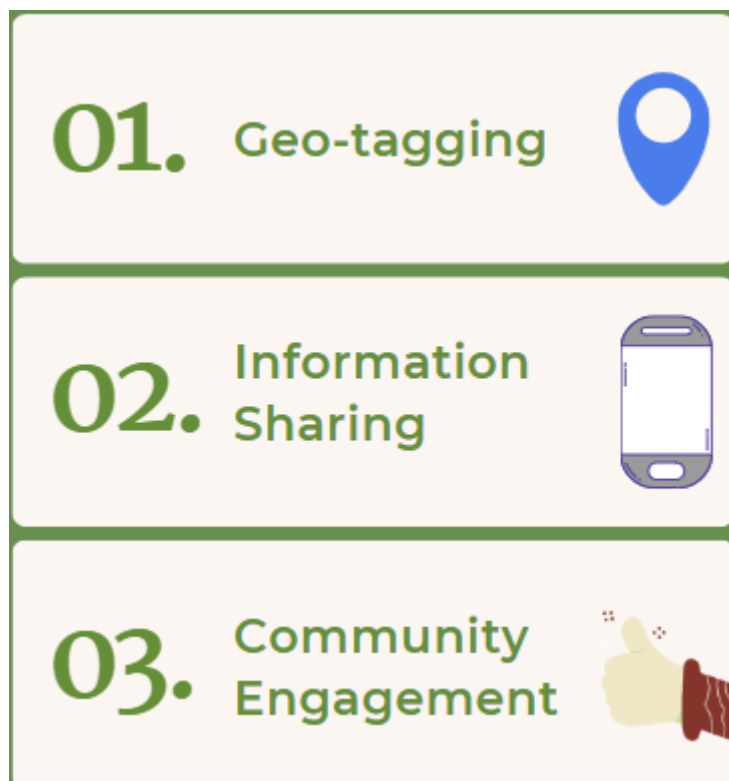 01. Geo-tagging
02. Information
Sharing
03. Community
Engagement